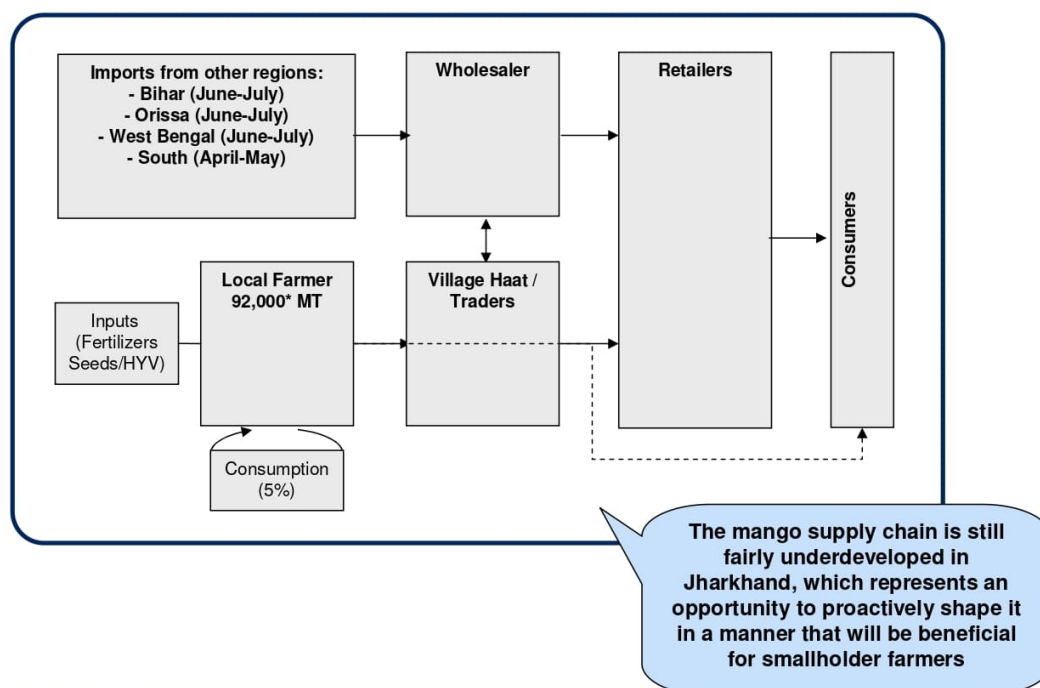 Imports from other regions:
- Bihar (June-July)
- Orissa (June-July)
- West Bengal (June-July)
- South (April-May)
Wholesaler
Retailers
Consumers
Local Farmer
92,000* MT
Village Haat /
Traders
Inputs
(Fertilizers
Seeds/HYV)
Consumption
(5%)
The mango supply chain is still
fairly underdeveloped in
Jharkhand, which represents an
opportunity to proactively shape it
in a manner that will be beneficial
for smallholder farmers